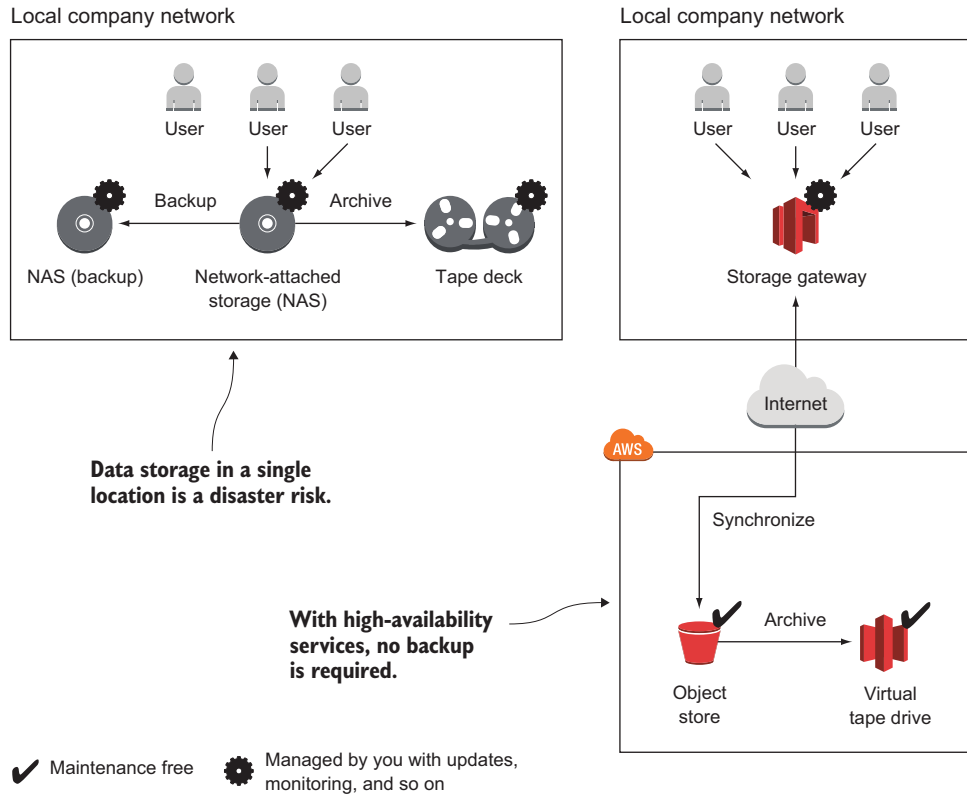 Local company network
User
User
User
Backup
Archive
NAS (backup)
Network-attached
storage (NAS)
Tape deck
Data storage in a single
location is a disaster risk.
Local company network
User
User
User
Storage gateway
Internet
AWS
Synchronize
Archive
Object
store
Virtual
tape drive
With high-availability
services, no backup
is required.
Maintenance free
Managed by you with updates,
monitoring, and so on